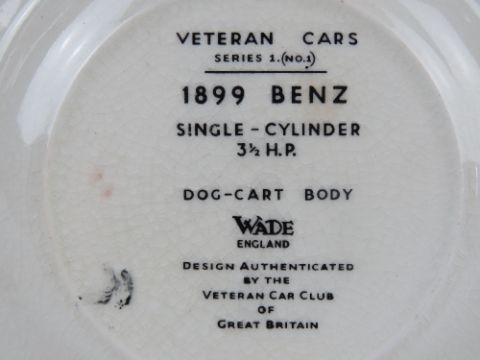 VETERAN CARS
SERIES 1.(NO.1)
1899 BENZ
SINGLE-CYLINDER
3½ H.P.
DOG-CART BODY
WADE
ENGLAND
DESIGN AUTHENTICATED
BY THE
VETERAN CAR CLUB
OF
GREAT BRITAIN